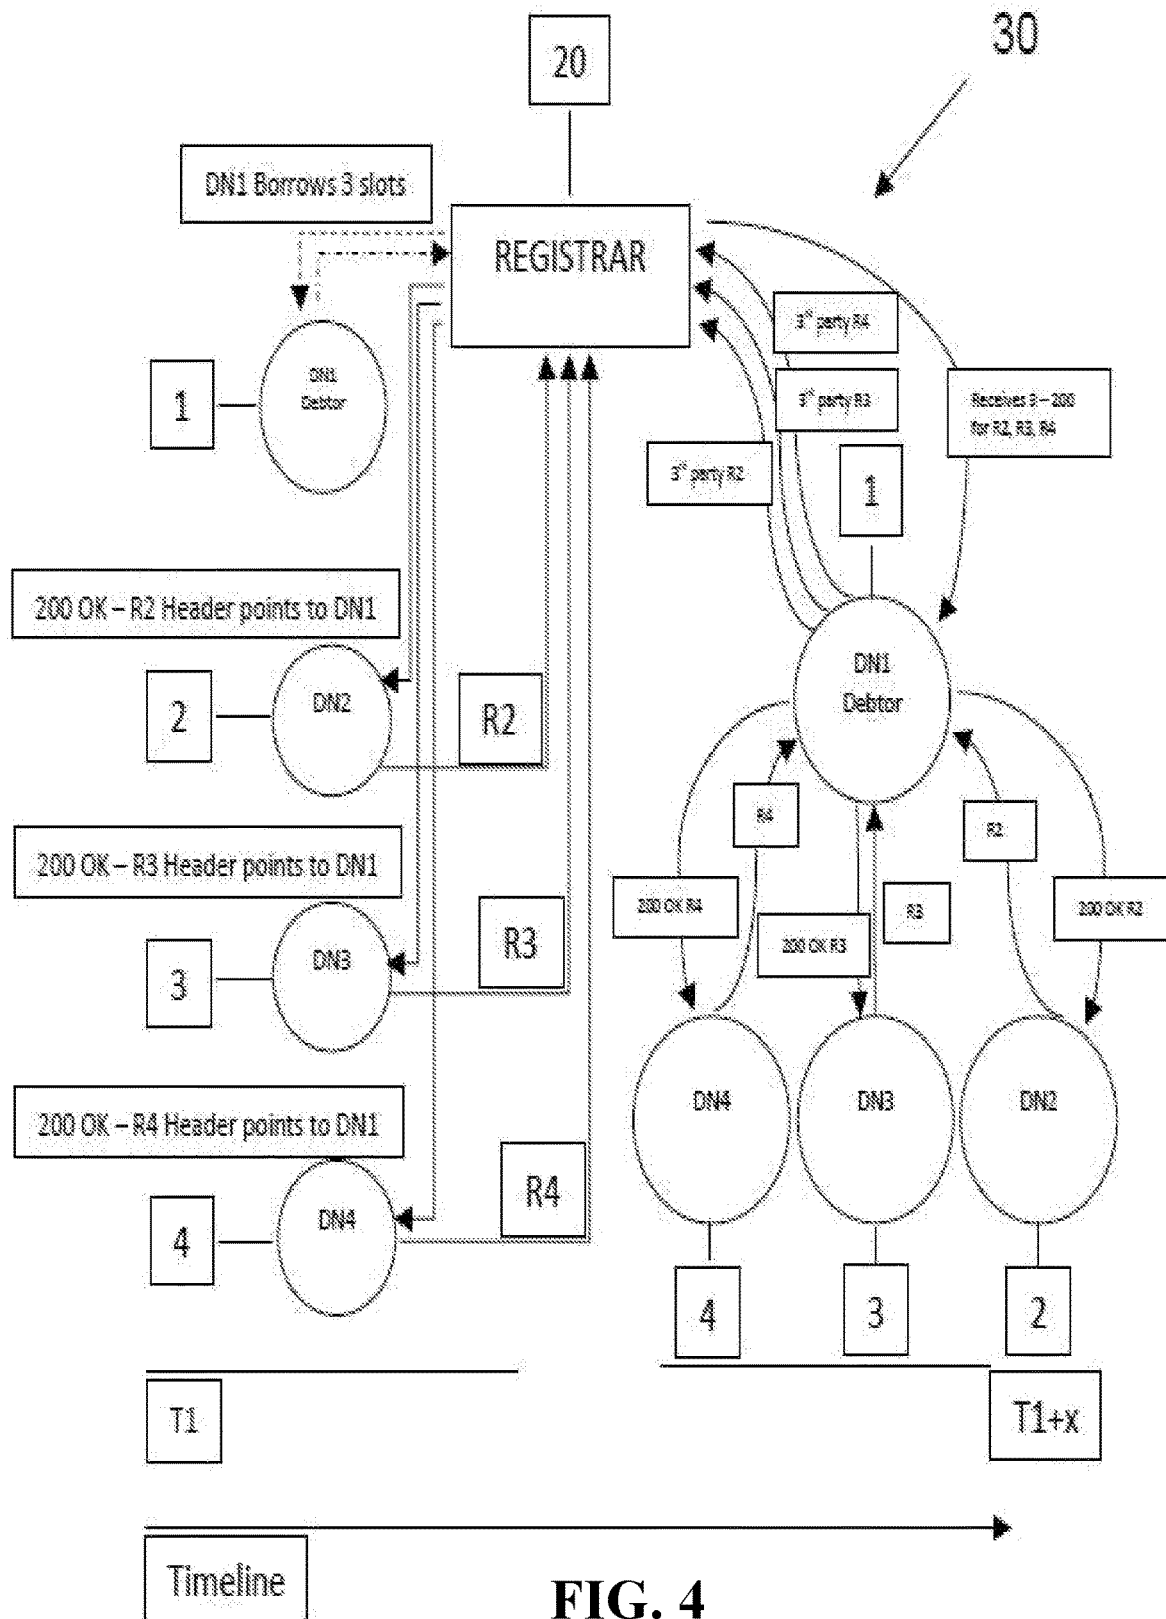 30
20
DN1 Borrows 3 slots
REGISTRAR
3rd party R4
DN1
Debtor
1
3rd party R3
Receives 3 – 200
for R2, R3, R4
3rd party R2
1
200 OK – R2 Header points to DN1
DN2
2
R2
DN1
Debtor
R4
R2
200 OK – R3 Header points to DN1
200 OK R4
R3
200 OK R2
DN3
3
R3
200 OK R3
200 OK – R4 Header points to DN1
DN4
DN3
DN2
R4
DN4
4
4
3
2
T1
T1+x
Timeline
FIG. 4